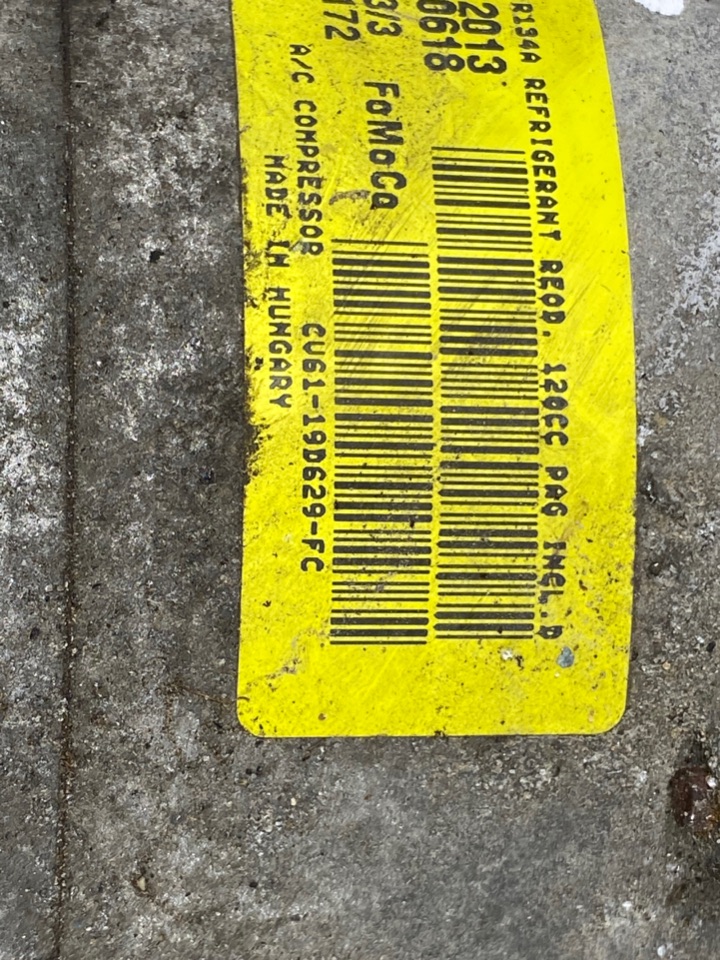 R134A REFRIGERANT REQD. 120CC PAG INCL.D
2013
0618
3/3 FoMoCo
172
A/C COMPRESSOR CV61-19D629-FC
MADE IN HUNGARY